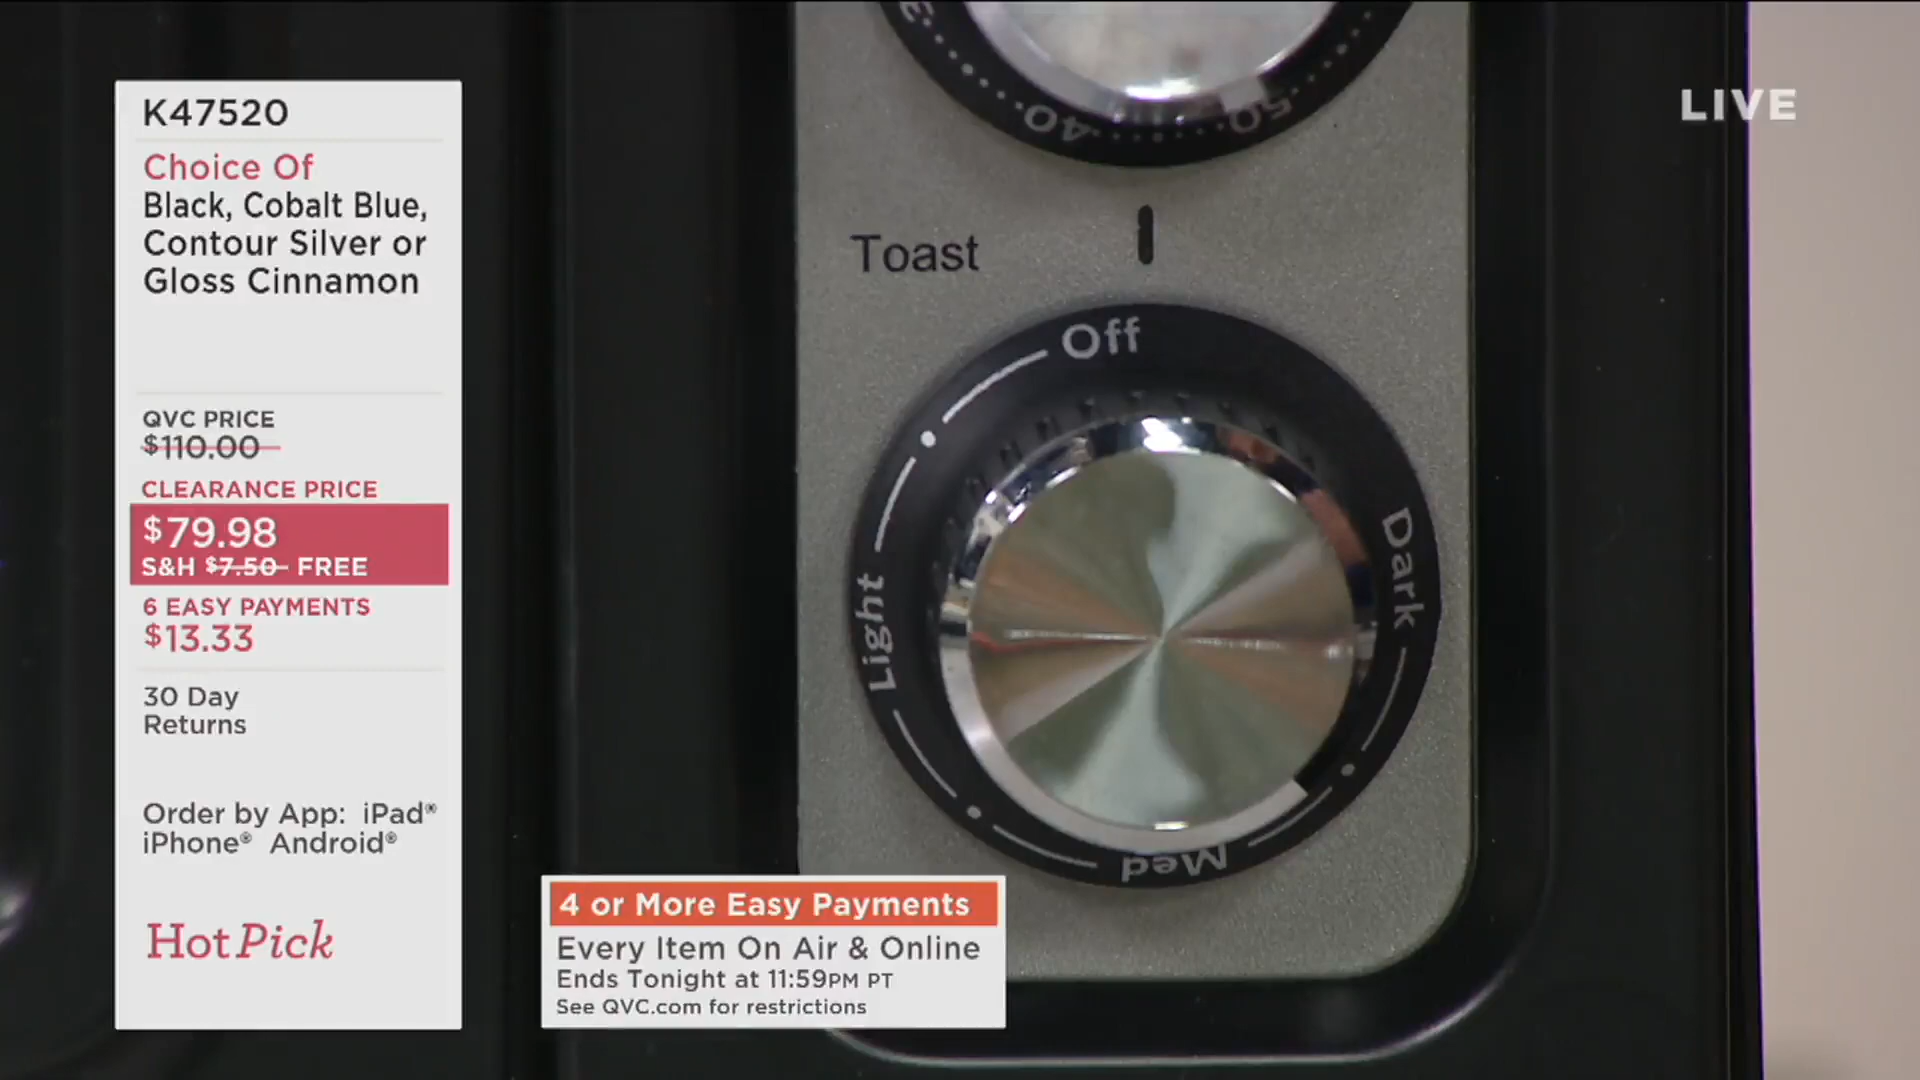 K47520
Choice Of
Black, Cobalt Blue,
Contour Silver or
Gloss Cinnamon
QVC PRICE
$110.00
CLEARANCE PRICE
$79.98
S&H $7.50 FREE
6 EASY PAYMENTS
$13.33
30 Day
Returns
Order by App: iPad®
iPhone® Android®
Hot Pick
4 or More Easy Payments
Every Item On Air & Online
Ends Tonight at 11:59PM PT
See QVC.com for restrictions
LIVE
40
50
Toast
Off
Light
Med
Dark